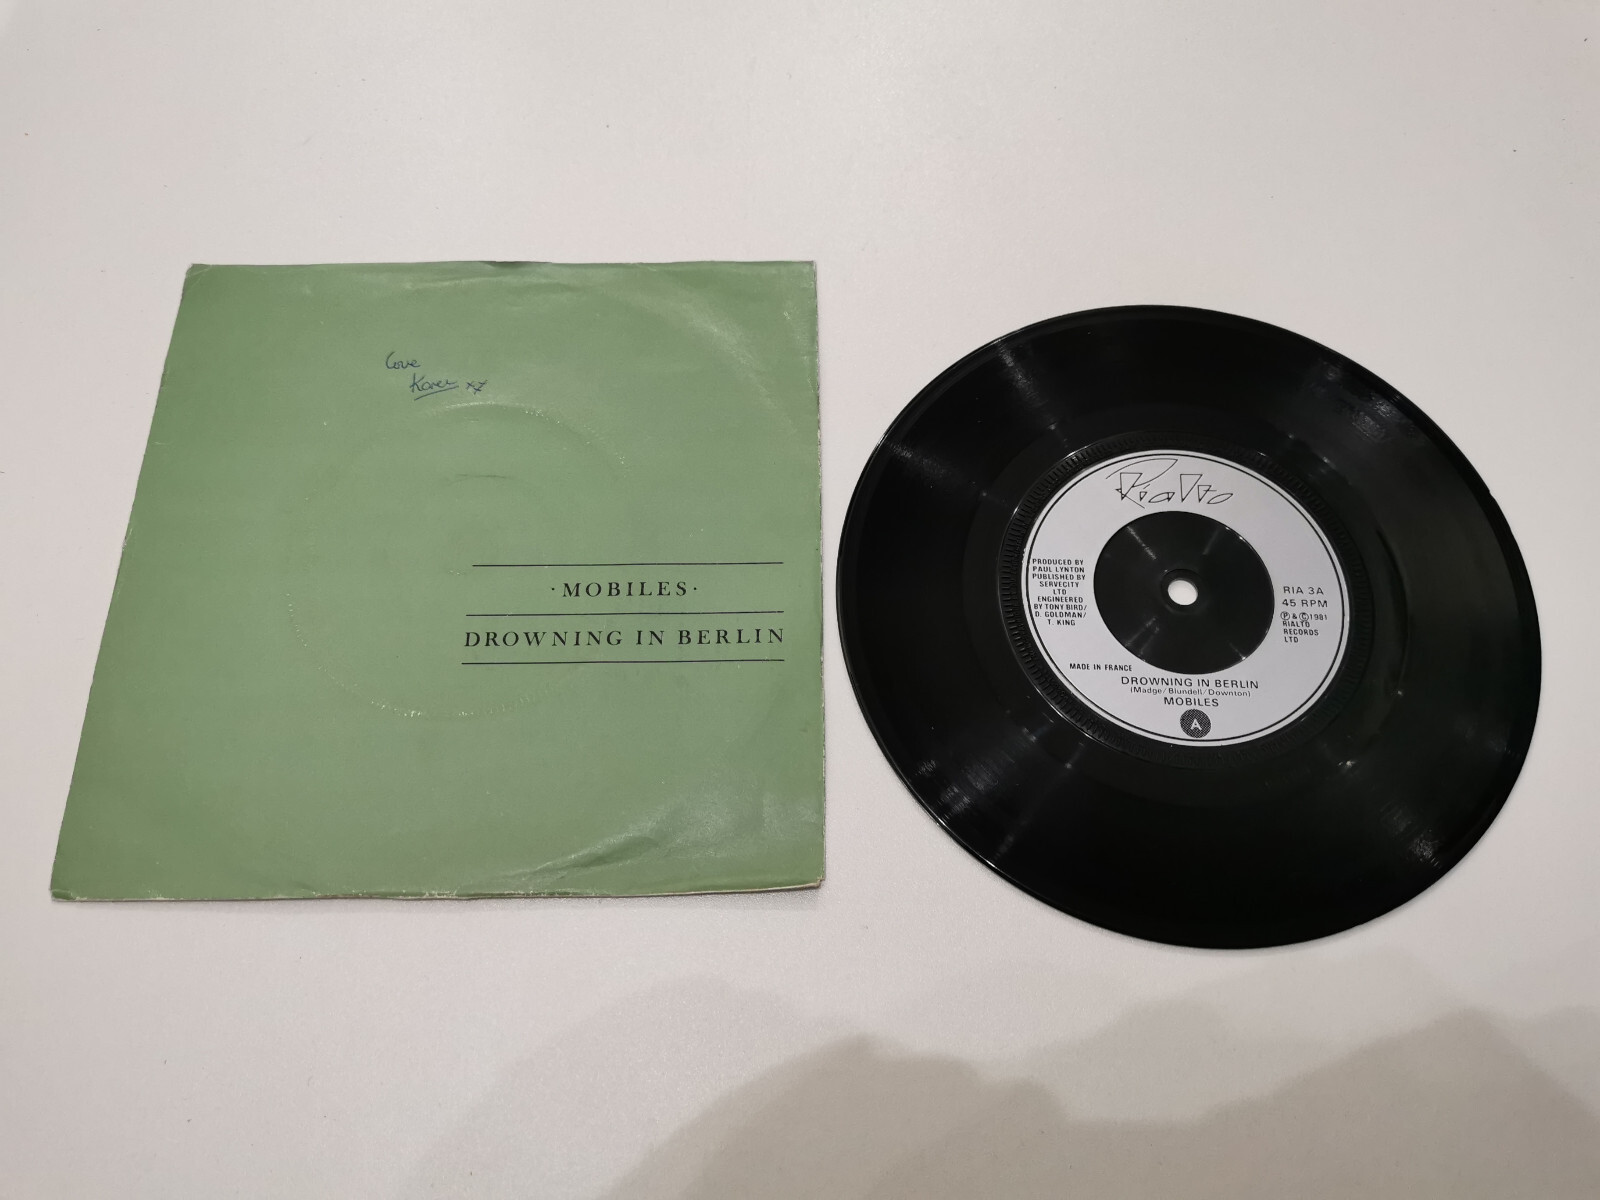 Love
Karen xx
· MOBILES ·
DROWNING IN BERLIN
Rialto
PRODUCED BY
PAUL LYNTON
PUBLISHED BY
SERVECITY
LTD
ENGINEERED
BY TONY BIRD/
D. GOLDMAN/
T. KING
RIA 3A
45 RPM
Ⓟ & Ⓒ 1981
RIALTO
RECORDS
LTD
MADE IN FRANCE
DROWNING IN BERLIN
(Madge/Blundell/Downton)
MOBILES
A